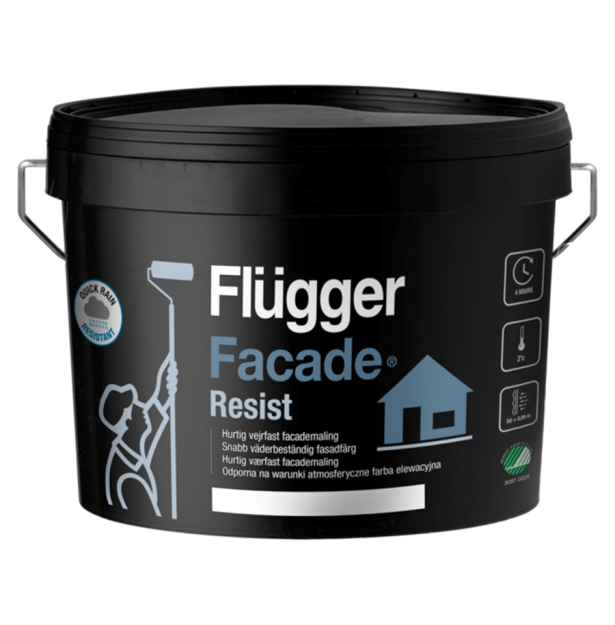 QUICK RAIN
RESISTANT
Flügger
Facade®
Resist
Hurtig vejrfast facademaling
Snabb väderbeständig fasadfärg
Hurtig værfast fasademaling
Odporna na warunki atmosferyczne farba elewacyjna
4 HOURS
2°c